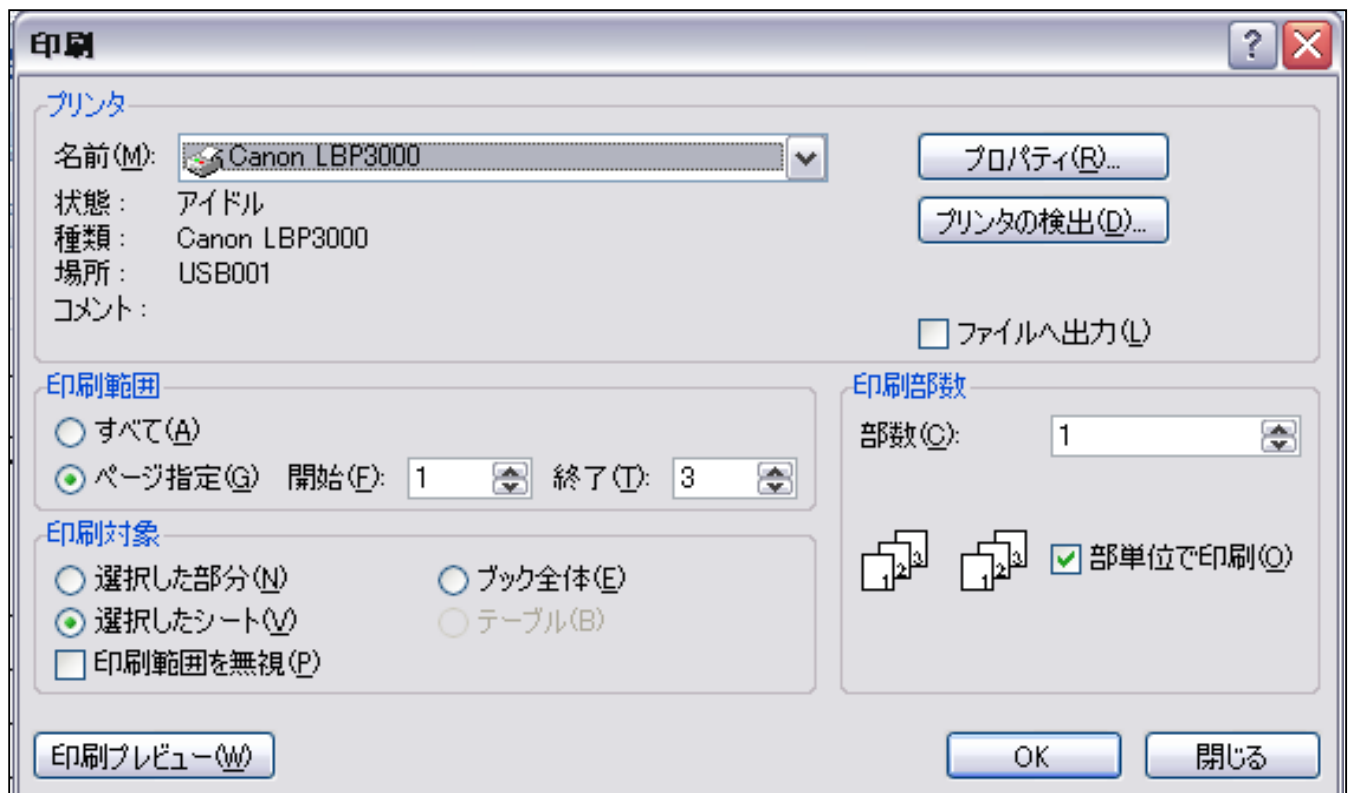 印刷
プリンタ
名前(M): Canon LBP3000 プロパティ(R)...
状態： アイドル プリンタの検出(D)...
種類： Canon LBP3000
場所： USB001
コメント：
ファイルへ出力(L)
印刷範囲
すべて(A)
ページ指定(G) 開始(F): 1 終了(T): 3
印刷部数
部数(C): 1
1 2 3 1 2 3 部単位で印刷(O)
印刷対象
選択した部分(N) ブック全体(E)
選択したシート(V) テーブル(B)
印刷範囲を無視(P)
印刷プレビュー(W) OK 閉じる